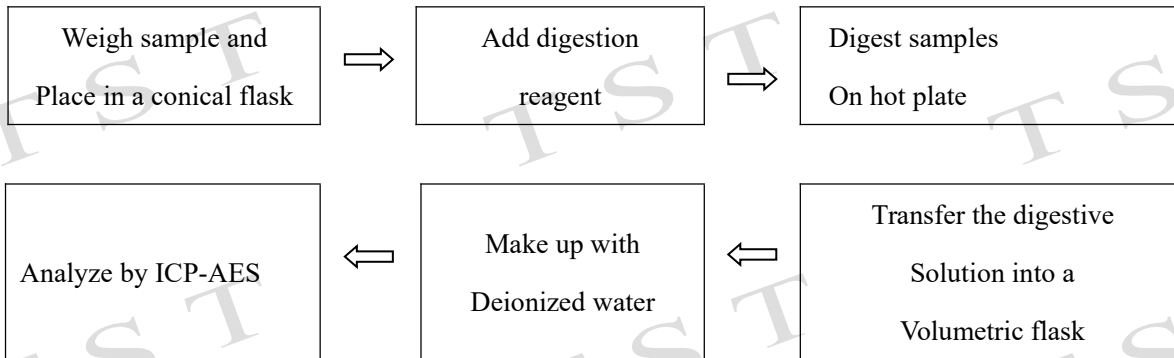 Weigh sample and
Place in a conical flask
Add digestion
reagent
Digest samples
On hot plate
Transfer the digestive
Solution into a
Volumetric flask
Make up with
Deionized water
Analyze by ICP-AES
T S T
T S T
T S
T S T
T S